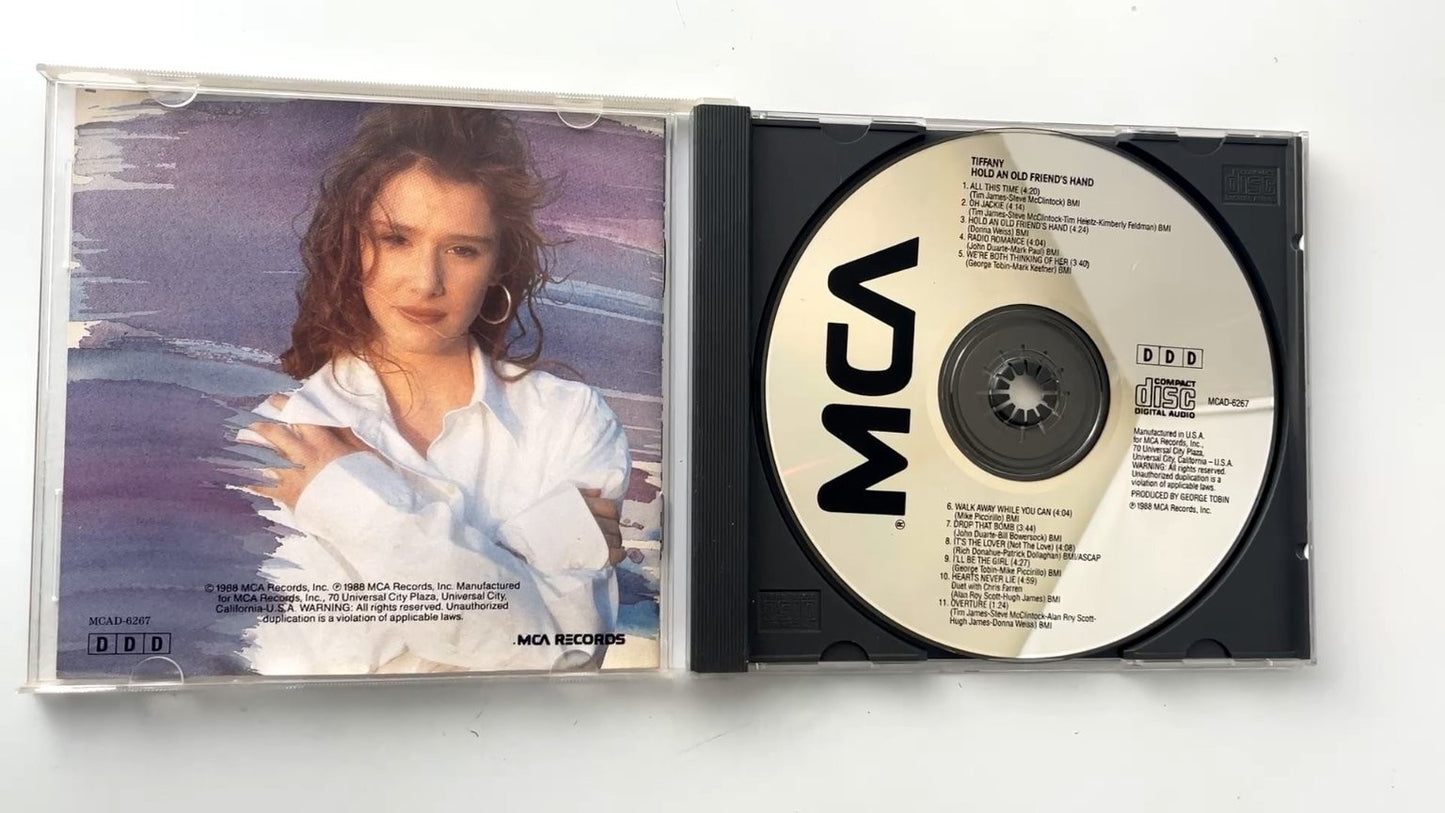 © 1988 MCA Records, Inc. ℗ 1988 MCA Records, Inc. Manufactured
for MCA Records, Inc., 70 Universal City Plaza, Universal City,
California-U.S.A. WARNING: All rights reserved. Unauthorized
duplication is a violation of applicable laws.
MCAD-6267
D D D
MCA RECORDS
TIFFANY
HOLD AN OLD FRIEND'S HAND
1. ALL THIS TIME (4:20)
(Tim James-Steve McClintock) BMI
2. OH JACKIE (4:14)
(Tim James-Steve McClintock-Tim Heintz-Kimberly Feldman) BMI
3. HOLD AN OLD FRIEND'S HAND (4:24)
(Donna Weiss) BMI
4. RADIO ROMANCE (4:04)
(John Duarte-Mark Paul) BMI
5. WE'RE BOTH THINKING OF HER (3:40)
(George Tobin-Mark Keefner) BMI
MCA®
D D D
COMPACT
disc
DIGITAL AUDIO
MCAD-6267
Manufactured in U.S.A.
for MCA Records, Inc.,
70 Universal City Plaza,
Universal City, California – U.S.A.
WARNING: All rights reserved.
Unauthorized duplication is a
violation of applicable laws.
PRODUCED BY GEORGE TOBIN
℗ 1988 MCA Records, Inc.
6. WALK AWAY WHILE YOU CAN (4:04)
(Mike Piccirillo) BMI
7. DROP THAT BOMB (3:44)
(John Duarte-Bill Bowersock) BMI
8. IT'S THE LOVER (Not The Love) (4:08)
(Rich Donahue-Patrick Dollaghan) BMI/ASCAP
9. I'LL BE THE GIRL (4:27)
(George Tobin-Mike Piccirillo) BMI
10. HEARTS NEVER LIE (4:59)
Duet with Chris Farren
(Alan Roy Scott-Hugh James) BMI
11. OVERTURE (1:24)
(Tim James-Steve McClintock-Alan Roy Scott-
Hugh James-Donna Weiss) BMI
COMPACT
disc
disc